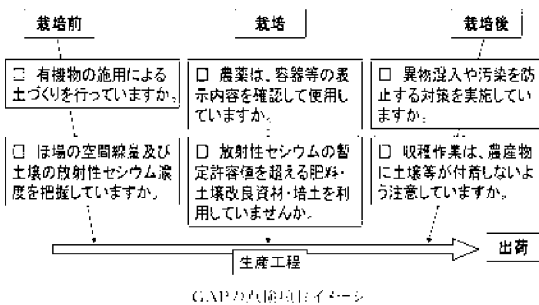 栽培前
栽培
栽培後
□ 有機物の施用による
土づくりを行っていますか。
□ 農薬は、容器等の表
示内容を確認して使用し
ていますか。
□ 異物混入や汚染を防
止する対策を実施してい
ますか。
□ ほ場の空間線量及び
土壌の放射性セシウム濃
度を把握していますか。
□ 放射性セシウムの暫
定許容値を超える肥料・
土壌改良資材・培土を利
用していませんか。
□ 収穫作業は、農産物
に土壌等が付着しないよ
う注意していますか。
生産工程
出荷
GAPの点検項目イメージ